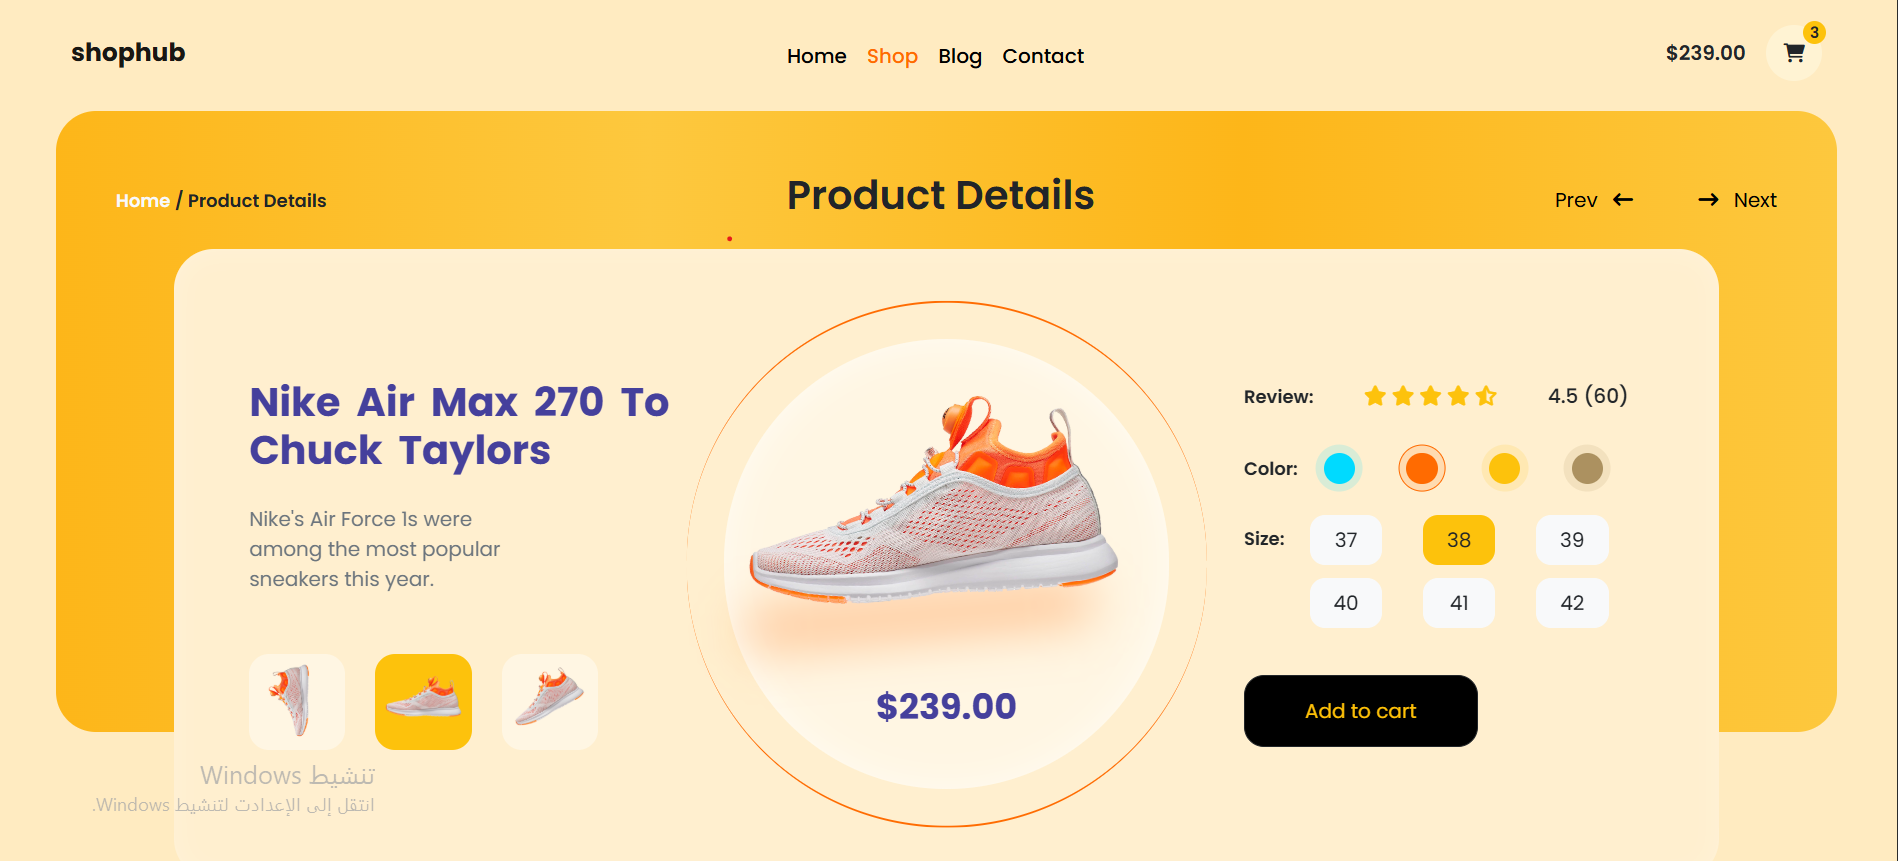 shophub
Home Shop Blog Contact
$239.00
3
Home / Product Details
Product Details
Prev
Next
Nike Air Max 270 To
Chuck Taylors
Nike's Air Force 1s were
among the most popular
sneakers this year.
$239.00
Review:
4.5 (60)
Color:
Size:
37 38 39
40 41 42
Add to cart
تنشيط Windows
انتقل إلى الإعدادت لتنشيط Windows.